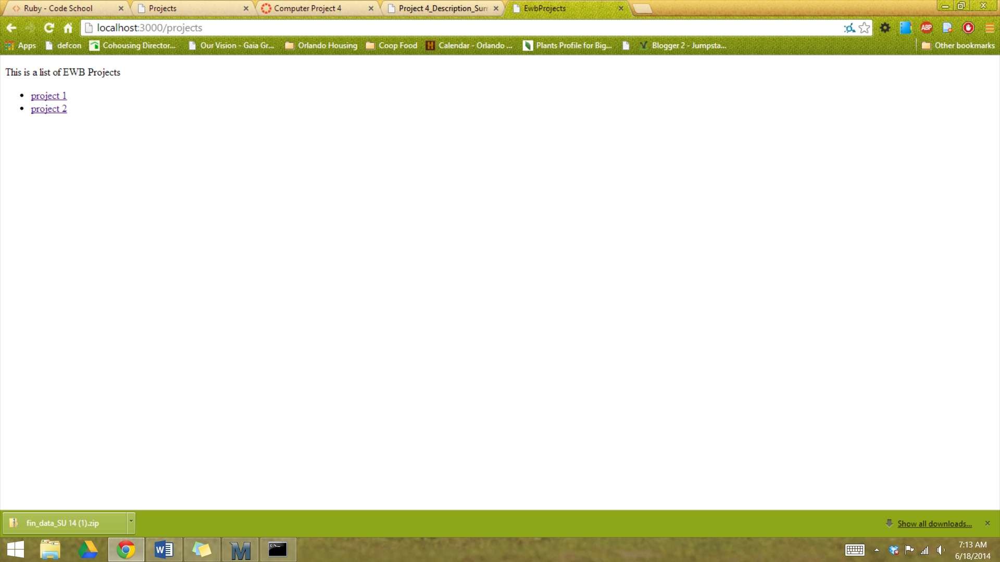 Ruby - Code School
Projects
Computer Project 4
Project 4_Description_Sum
EwbProjects
localhost:3000/projects
ABP
Apps
defcon
Cohousing Director...
Our Vision - Gaia Gr...
Orlando Housing
Coop Food
H
Calendar - Orlando ...
Plants Profile for Big...
Blogger 2 - Jumpsta...
Other bookmarks
This is a list of EWB Projects
project 1
project 2
fin_data_SU 14 (1).zip
Show all downloads...
W
M
C:\_
7:13 AM
6/18/2014